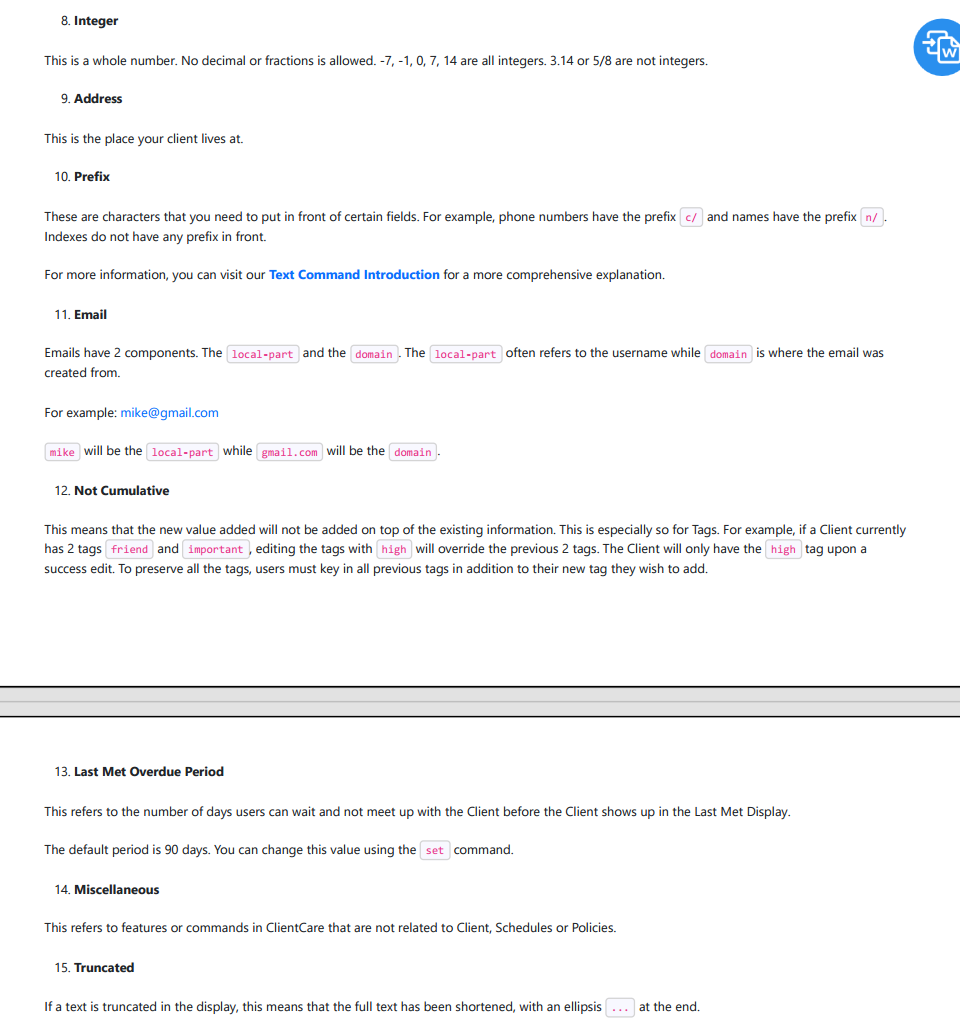 8. Integer
This is a whole number. No decimal or fractions is allowed. -7, -1, 0, 7, 14 are all integers. 3.14 or 5/8 are not integers.
9. Address
This is the place your client lives at.
10. Prefix
These are characters that you need to put in front of certain fields. For example, phone numbers have the prefix c/ and names have the prefix n/ .
Indexes do not have any prefix in front.
For more information, you can visit our Text Command Introduction for a more comprehensive explanation.
11. Email
Emails have 2 components. The local-part and the domain . The local-part often refers to the username while domain is where the email was
created from.
For example: mike@gmail.com
mike will be the local-part while gmail.com will be the domain .
12. Not Cumulative
This means that the new value added will not be added on top of the existing information. This is especially so for Tags. For example, if a Client currently
has 2 tags friend and important , editing the tags with high will override the previous 2 tags. The Client will only have the high tag upon a
success edit. To preserve all the tags, users must key in all previous tags in addition to their new tag they wish to add.
13. Last Met Overdue Period
This refers to the number of days users can wait and not meet up with the Client before the Client shows up in the Last Met Display.
The default period is 90 days. You can change this value using the set command.
14. Miscellaneous
This refers to features or commands in ClientCare that are not related to Client, Schedules or Policies.
15. Truncated
If a text is truncated in the display, this means that the full text has been shortened, with an ellipsis ... at the end.
W